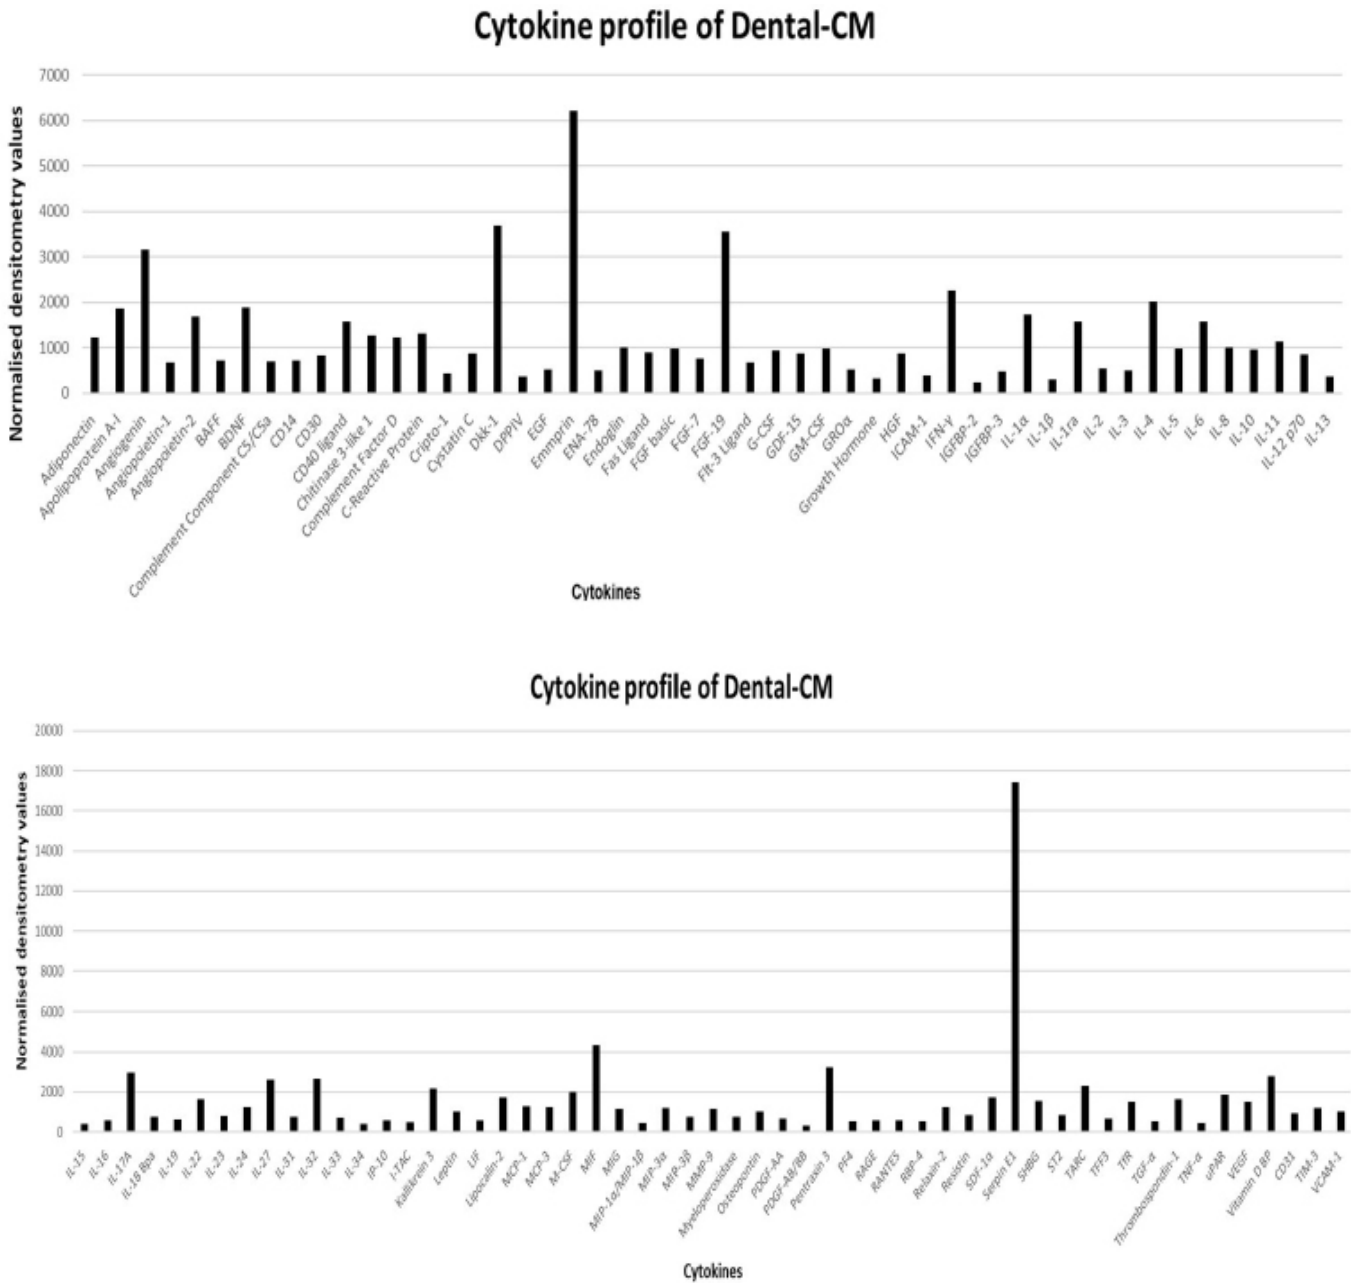 Cytokine profile of Dental-CM
Normalised densitometry values
7000
6000
5000
4000
3000
2000
1000
0
Adiponectin
Apolipoprotein A-I
Angiogenin
Angiopoietin-1
Angiopoietin-2
BAFF
BDNF
Complement Component C5/C5a
CD14
CD30
CD40 ligand
Chitinase 3-like 1
Complement Factor D
C-Reactive Protein
Cripto-1
Cystatin C
Dkk-1
DPPIV
EGF
Emmprin
ENA-78
Endoglin
Fas Ligand
FGF basic
FGF-7
FGF-19
Flt-3 Ligand
G-CSF
GDF-15
GM-CSF
GROα
Growth Hormone
HGF
ICAM-1
IFN-γ
IGFBP-2
IGFBP-3
IL-1α
IL-1β
IL-1ra
IL-2
IL-3
IL-4
IL-5
IL-6
IL-8
IL-10
IL-11
IL-12 p70
IL-13
Cytokines
Cytokine profile of Dental-CM
Normalised densitometry values
20000
18000
16000
14000
12000
10000
8000
6000
4000
2000
0
IL-15
IL-16
IL-17A
IL-18 Bpa
IL-19
IL-22
IL-23
IL-24
IL-27
IL-31
IL-32
IL-33
IL-34
IP-10
I-TAC
Kallikrein 3
Leptin
LIF
Lipocalin-2
MCP-1
MCP-3
M-CSF
MIF
MIG
MIP-1α/MIP-1β
MIP-3α
MIP-3β
MMP-9
Myeloperoxidase
Osteopontin
PDGF-AA
PDGF-AB/BB
Pentraxin 3
PF4
RAGE
RANTES
RBP-4
Relaxin-2
Resistin
SDF-1α
Serpin E1
SHBG
ST2
TARC
TFF3
TfR
TGF-α
Thrombospondin-1
TNF-α
uPAR
VEGF
Vitamin D BP
CD31
TIM-3
VCAM-1
Cytokines